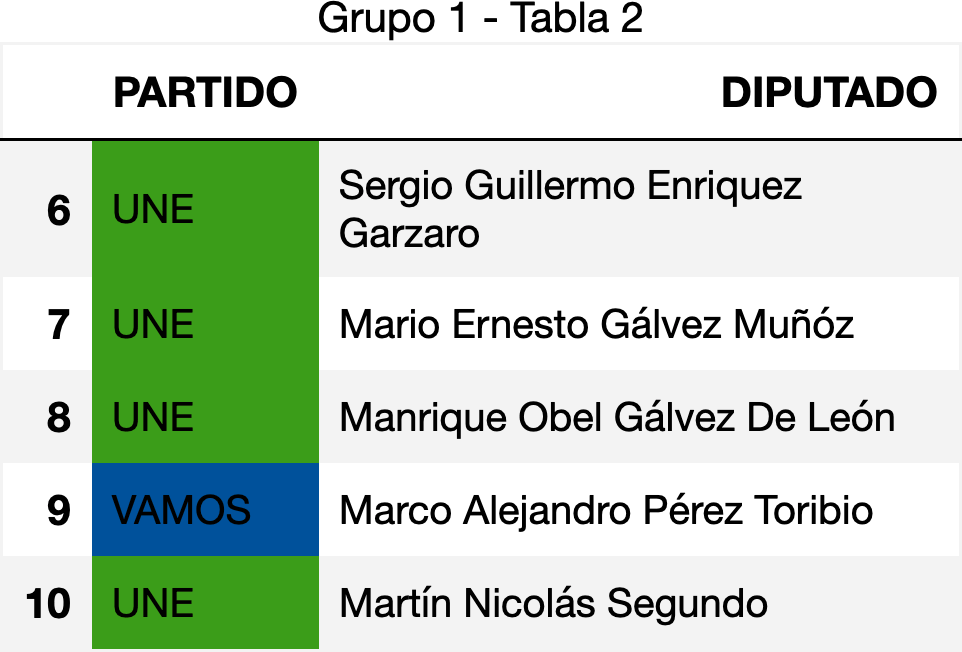 Grupo 1 - Tabla 2
PARTIDO DIPUTADO
6 UNE Sergio Guillermo Enriquez
Garzaro
7 UNE Mario Ernesto Gálvez Muñóz
8 UNE Manrique Obel Gálvez De León
9 VAMOS Marco Alejandro Pérez Toribio
10 UNE Martín Nicolás Segundo